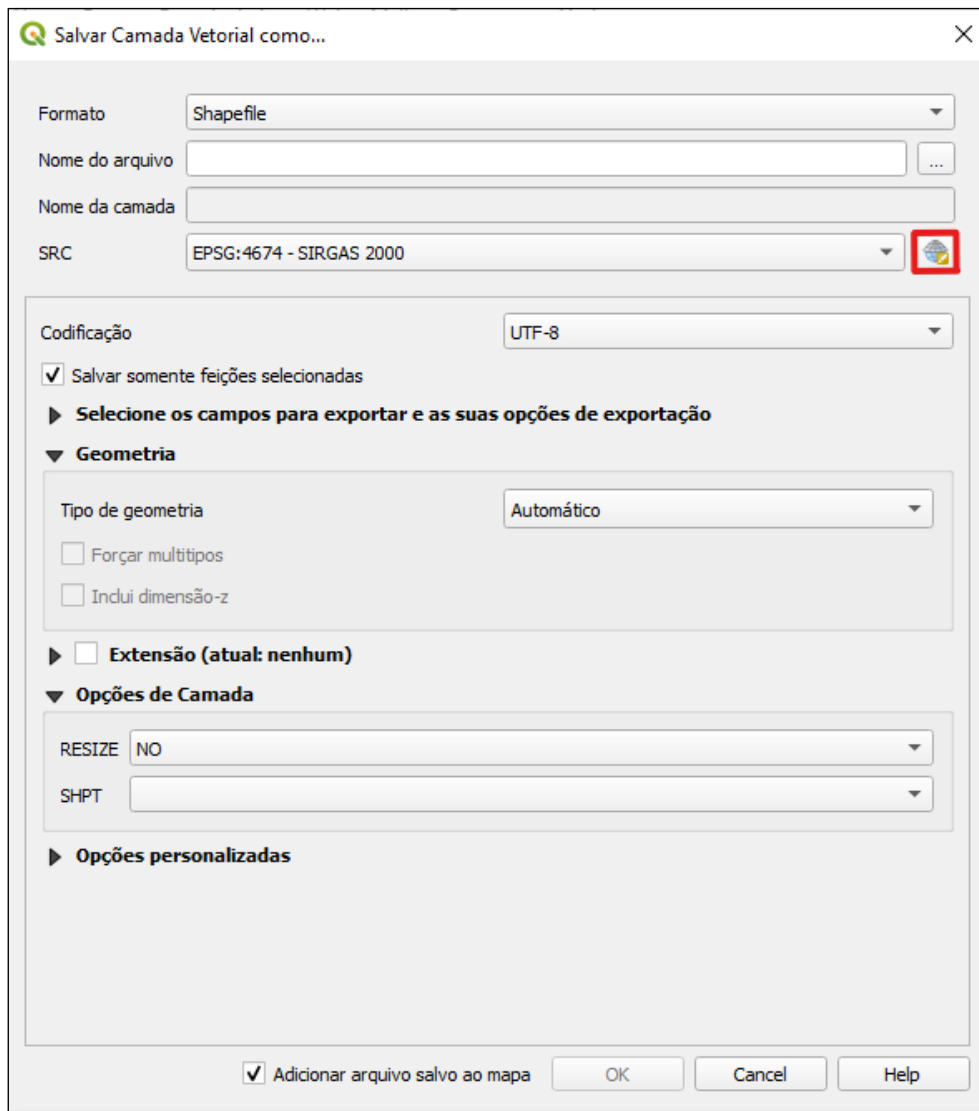 Salvar Camada Vetorial como...
Formato Shapefile
Nome do arquivo ...
Nome da camada
SRC EPSG:4674 - SIRGAS 2000
Codificação UTF-8
Salvar somente feições selecionadas
Selecione os campos para exportar e as suas opções de exportação
Geometria
Tipo de geometria Automático
Forçar multitipos
Inclui dimensão-z
Extensão (atual: nenhum)
Opções de Camada
RESIZE NO
SHPT
Opções personalizadas
Adicionar arquivo salvo ao mapa OK Cancel Help